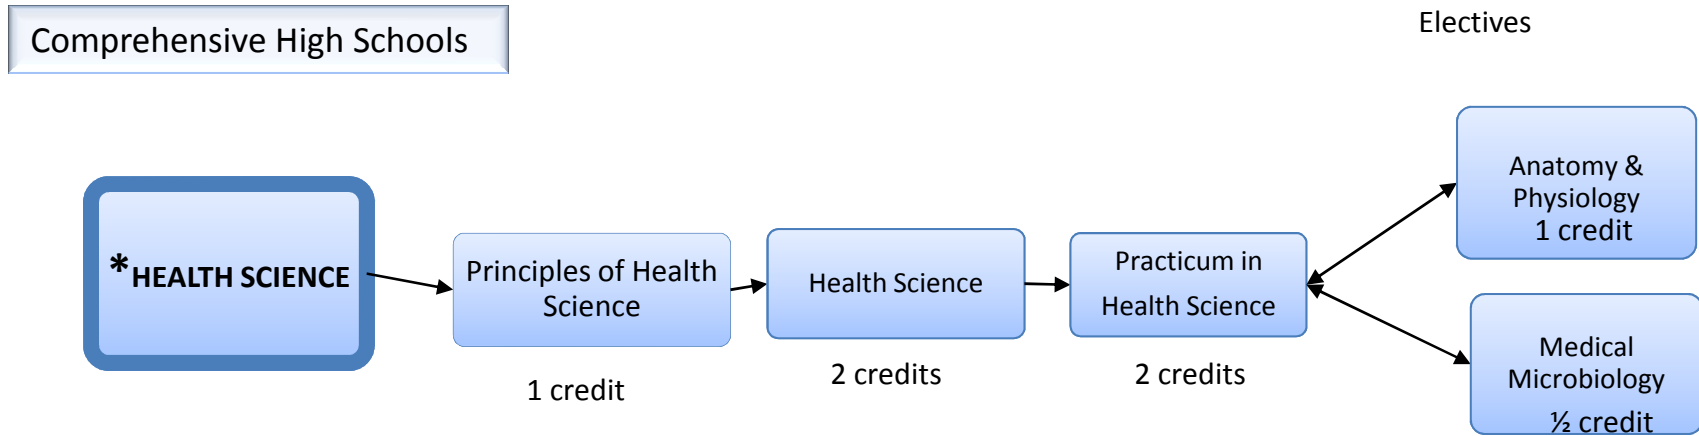 Comprehensive High Schools
Electives
*HEALTH SCIENCE
Principles of Health
Science
1 credit
Health Science
2 credits
Practicum in
Health Science
2 credits
Anatomy &
Physiology
1 credit
Medical
Microbiology
½ credit